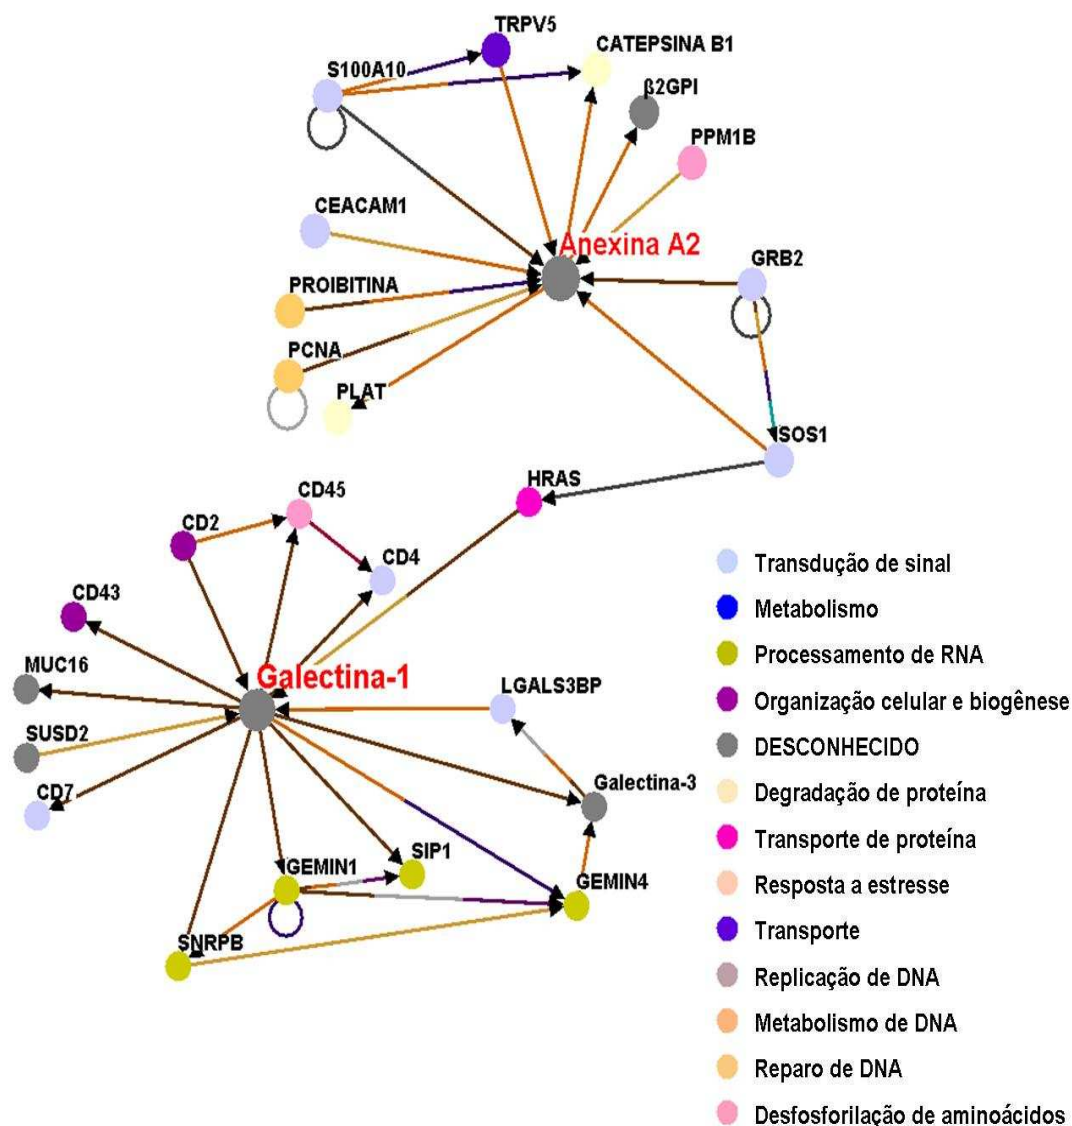 TRPV5
CATEPSINA B1
S100A10
β2GPI
PPM1B
CEACAM1
Anexina A2
GRB2
PROIBITINA
PCNA
PLAT
SOS1
HRAS
CD45
CD2
CD4
CD43
MUC16
Galectina-1
LGALS3BP
SUSD2
CD7
Galectina-3
SIP1
GEMIN1
GEMIN4
SNRPB
Transdução de sinal
Metabolismo
Processamento de RNA
Organização celular e biogênese
DESCONHECIDO
Degradação de proteína
Transporte de proteína
Resposta a estresse
Transporte
Replicação de DNA
Metabolismo de DNA
Reparo de DNA
Desfosforilação de aminoácidos